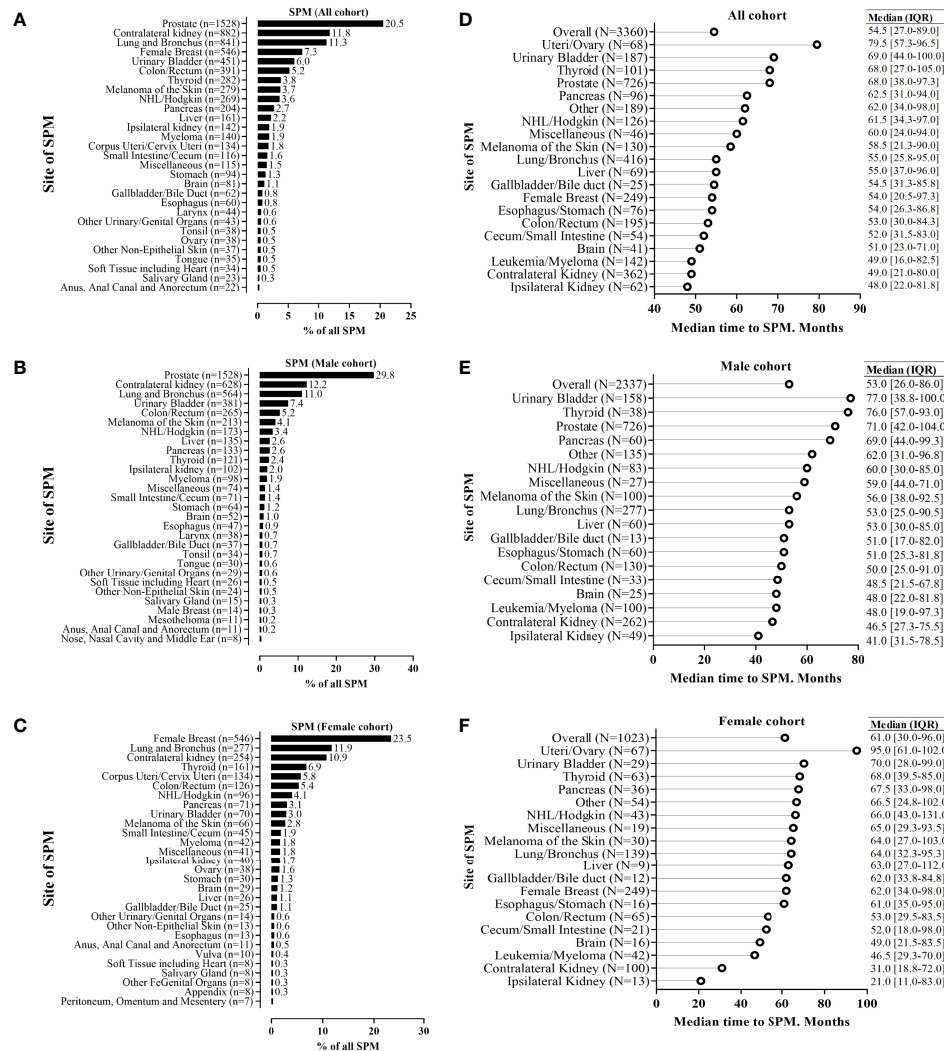 A
SPM (All cohort)
Site of SPM
Prostate (n=1528) 20.5
Contralateral kidney (n=882) 11.8
Lung and Bronchus (n=841) 11.3
Female Breast (n=546) 7.3
Urinary Bladder (n=451) 6.0
Colon/Rectum (n=391) 5.2
Thyroid (n=282) 3.8
Melanoma of the Skin (n=279) 3.7
NHL/Hodgkin (n=269) 3.6
Pancreas (n=204) 2.7
Liver (n=161) 2.2
Ipsilateral kidney (n=142) 1.9
Myeloma (n=140) 1.9
Corpus Uteri/Cervix Uteri (n=134) 1.8
Small Intestine/Cecum (n=116) 1.6
Miscellaneous (n=115) 1.5
Stomach (n=94) 1.3
Brain (n=81) 1.1
Gallbladder/Bile Duct (n=62) 0.8
Esophagus (n=60) 0.8
Larynx (n=44) 0.6
Other Urinary/Genital Organs (n=43) 0.6
Tonsil (n=38) 0.5
Ovary (n=38) 0.5
Other Non-Epithelial Skin (n=37) 0.5
Tongue (n=35) 0.5
Soft Tissue including Heart (n=34) 0.5
Salivary Gland (n=23) 0.3
Anus, Anal Canal and Anorectum (n=22)
0 5 10 15 20 25
% of all SPM
D
All cohort
Median (IQR)
Site of SPM
Overall (N=3360) 54.5 [27.0-89.0]
Uteri/Ovary (N=68) 79.5 [57.3-96.5]
Urinary Bladder (N=187) 69.0 [44.0-100.0]
Thyroid (N=101) 68.0 [27.0-105.0]
Prostate (N=726) 68.0 [38.0-97.3]
Pancreas (N=96) 62.5 [31.0-94.0]
Other (N=189) 62.0 [34.0-98.0]
NHL/Hodgkin (N=126) 61.5 [34.3-97.0]
Miscellaneous (N=46) 60.0 [24.0-94.0]
Melanoma of the Skin (N=130) 58.5 [21.3-90.0]
Lung/Bronchus (N=416) 55.0 [25.8-95.0]
Liver (N=69) 55.0 [37.0-96.0]
Gallbladder/Bile duct (N=25) 54.5 [31.3-85.8]
Female Breast (N=249) 54.0 [20.5-97.3]
Esophagus/Stomach (N=76) 54.0 [26.3-86.8]
Colon/Rectum (N=195) 53.0 [30.0-84.3]
Cecum/Small Intestine (N=54) 52.0 [31.5-83.0]
Brain (N=41) 51.0 [23.0-71.0]
Leukemia/Myeloma (N=142) 49.0 [16.0-82.5]
Contralateral Kidney (N=362) 49.0 [21.0-80.0]
Ipsilateral Kidney (N=62) 48.0 [22.0-81.8]
40 50 60 70 80 90
Median time to SPM. Months
B
SPM (Male cohort)
Site of SPM
Prostate (n=1528) 29.8
Contralateral kidney (n=628) 12.2
Lung and Bronchus (n=564) 11.0
Urinary Bladder (n=381) 7.4
Colon/Rectum (n=265) 5.2
Melanoma of the Skin (n=213) 4.1
NHL/Hodgkin (n=173) 3.4
Liver (n=135) 2.6
Pancreas (n=133) 2.6
Thyroid (n=121) 2.4
Ipsilateral kidney (n=102) 2.0
Myeloma (n=98) 1.9
Miscellaneous (n=74) 1.4
Small Intestine/Cecum (n=71) 1.4
Stomach (n=64) 1.2
Brain (n=52) 1.0
Esophagus (n=47) 0.9
Larynx (n=38) 0.7
Gallbladder/Bile Duct (n=37) 0.7
Tonsil (n=34) 0.7
Tongue (n=30) 0.6
Other Urinary/Genital Organs (n=29) 0.6
Soft Tissue including Heart (n=26) 0.5
Other Non-Epithelial Skin (n=24) 0.5
Salivary Gland (n=15) 0.3
Male Breast (n=14) 0.3
Mesothelioma (n=11) 0.2
Anus, Anal Canal and Anorectum (n=11) 0.2
Nose, Nasal Cavity and Middle Ear (n=8)
0 10 20 30 40
% of all SPM
E
Male cohort
Median (IQR)
Site of SPM
Overall (N=2337) 53.0 [26.0-86.0]
Urinary Bladder (N=158) 77.0 [38.8-100.0
Thyroid (N=38) 76.0 [57.0-93.0]
Prostate (N=726) 71.0 [42.0-104.0
Pancreas (N=60) 69.0 [44.0-99.3]
Other (N=135) 62.0 [31.0-96.8]
NHL/Hodgkin (N=83) 60.0 [30.0-85.0]
Miscellaneous (N=27) 59.0 [44.0-71.0]
Melanoma of the Skin (N=100) 56.0 [38.0-92.5]
Lung/Bronchus (N=277) 53.0 [25.0-90.5]
Liver (N=60) 53.0 [30.0-85.0]
Gallbladder/Bile duct (N=13) 51.0 [17.0-82.0]
Esophagus/Stomach (N=60) 51.0 [25.3-81.8]
Colon/Rectum (N=130) 50.0 [25.0-91.0]
Cecum/Small Intestine (N=33) 48.5 [21.5-67.8]
Brain (N=25) 48.0 [22.0-81.8]
Leukemia/Myeloma (N=100) 48.0 [19.0-97.3]
Contralateral Kidney (N=262) 46.5 [27.3-75.5]
Ipsilateral Kidney (N=49) 41.0 [31.5-78.5]
0 20 40 60 80
Median time to SPM. Months
C
SPM (Female cohort)
Site of SPM
Female Breast (n=546) 23.5
Lung and Bronchus (n=277) 11.9
Contralateral kidney (n=254) 10.9
Thyroid (n=161) 6.9
Corpus Uteri/Cervix Uteri (n=134) 5.8
Colon/Rectum (n=126) 5.4
NHL/Hodgkin (n=96) 4.1
Pancreas (n=71) 3.1
Urinary Bladder (n=70) 3.0
Melanoma of the Skin (n=66) 2.8
Small Intestine/Cecum (n=45) 1.9
Myeloma (n=42) 1.8
Miscellaneous (n=41) 1.8
Ipsilateral kidney (n=40) 1.7
Ovary (n=38) 1.6
Stomach (n=30) 1.3
Brain (n=29) 1.2
Liver (n=26) 1.1
Gallbladder/Bile Duct (n=25) 1.1
Other Urinary/Genital Organs (n=14) 0.6
Other Non-Epithelial Skin (n=13) 0.6
Esophagus (n=13) 0.6
Anus, Anal Canal and Anorectum (n=11) 0.5
Vulva (n=10) 0.4
Soft Tissue including Heart (n=8) 0.3
Salivary Gland (n=8) 0.3
Other FeGenital Organs (n=8) 0.3
Appendix (n=8) 0.3
Peritoneum, Omentum and Mesentery (n=7)
0 10 20 30
% of all SPM
F
Female cohort
Median (IQR)
Site of SPM
Overall (N=1023) 61.0 [30.0-96.0]
Uteri/Ovary (N=67) 95.0 [61.0-102.0
Urinary Bladder (N=29) 70.0 [28.0-99.0]
Thyroid (N=63) 68.0 [39.5-85.0]
Pancreas (N=36) 67.5 [33.0-98.0]
Other (N=54) 66.5 [24.8-102.0
NHL/Hodgkin (N=43) 66.0 [43.0-131.0
Miscellaneous (N=19) 65.0 [29.3-93.5]
Melanoma of the Skin (N=30) 64.0 [27.0-103.0
Lung/Bronchus (N=139) 64.0 [32.3-95.3]
Liver (N=9) 63.0 [27.0-112.0
Gallbladder/Bile duct (N=12) 62.0 [33.8-84.8]
Female Breast (N=249) 62.0 [34.0-98.0]
Esophagus/Stomach (N=16) 61.0 [35.0-95.0]
Colon/Rectum (N=65) 53.0 [29.5-83.5]
Cecum/Small Intestine (N=21) 52.0 [18.0-98.0]
Brain (N=16) 49.0 [21.5-83.5]
Leukemia/Myeloma (N=42) 46.5 [29.3-70.0]
Contralateral Kidney (N=100) 31.0 [18.8-72.0]
Ipsilateral Kidney (N=13) 21.0 [11.0-83.0]
0 20 40 60 80 100
Median time to SPM. Months